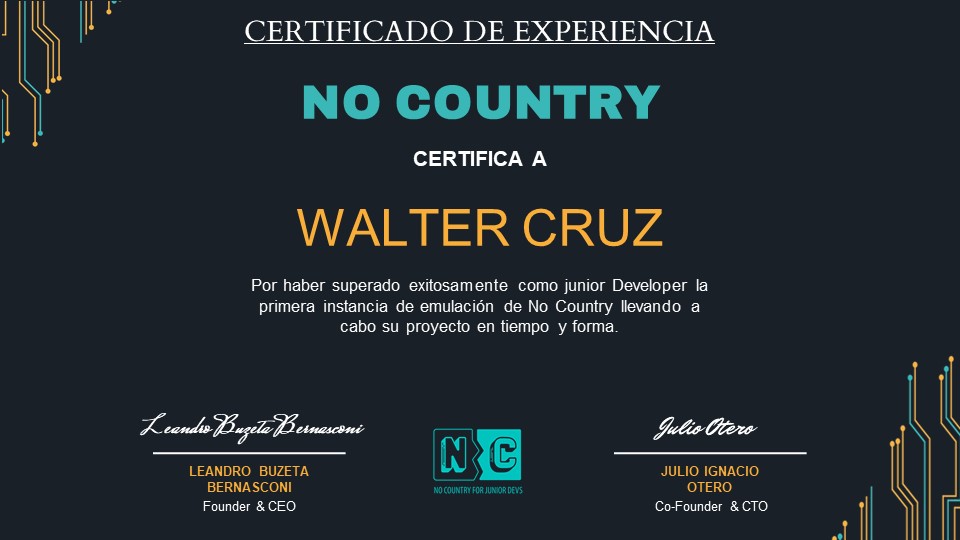 CERTIFICADO DE EXPERIENCIA
NO COUNTRY
CERTIFICA A
WALTER CRUZ
Por haber superado exitosamente como junior Developer la
primera instancia de emulación de No Country llevando a
cabo su proyecto en tiempo y forma.
Leandro Buzeta Bernasconi
LEANDRO BUZETA
BERNASCONI
Founder & CEO
NC
NO COUNTRY FOR JUNIOR DEVS
Julio Otero
JULIO IGNACIO
OTERO
Co-Founder & CTO